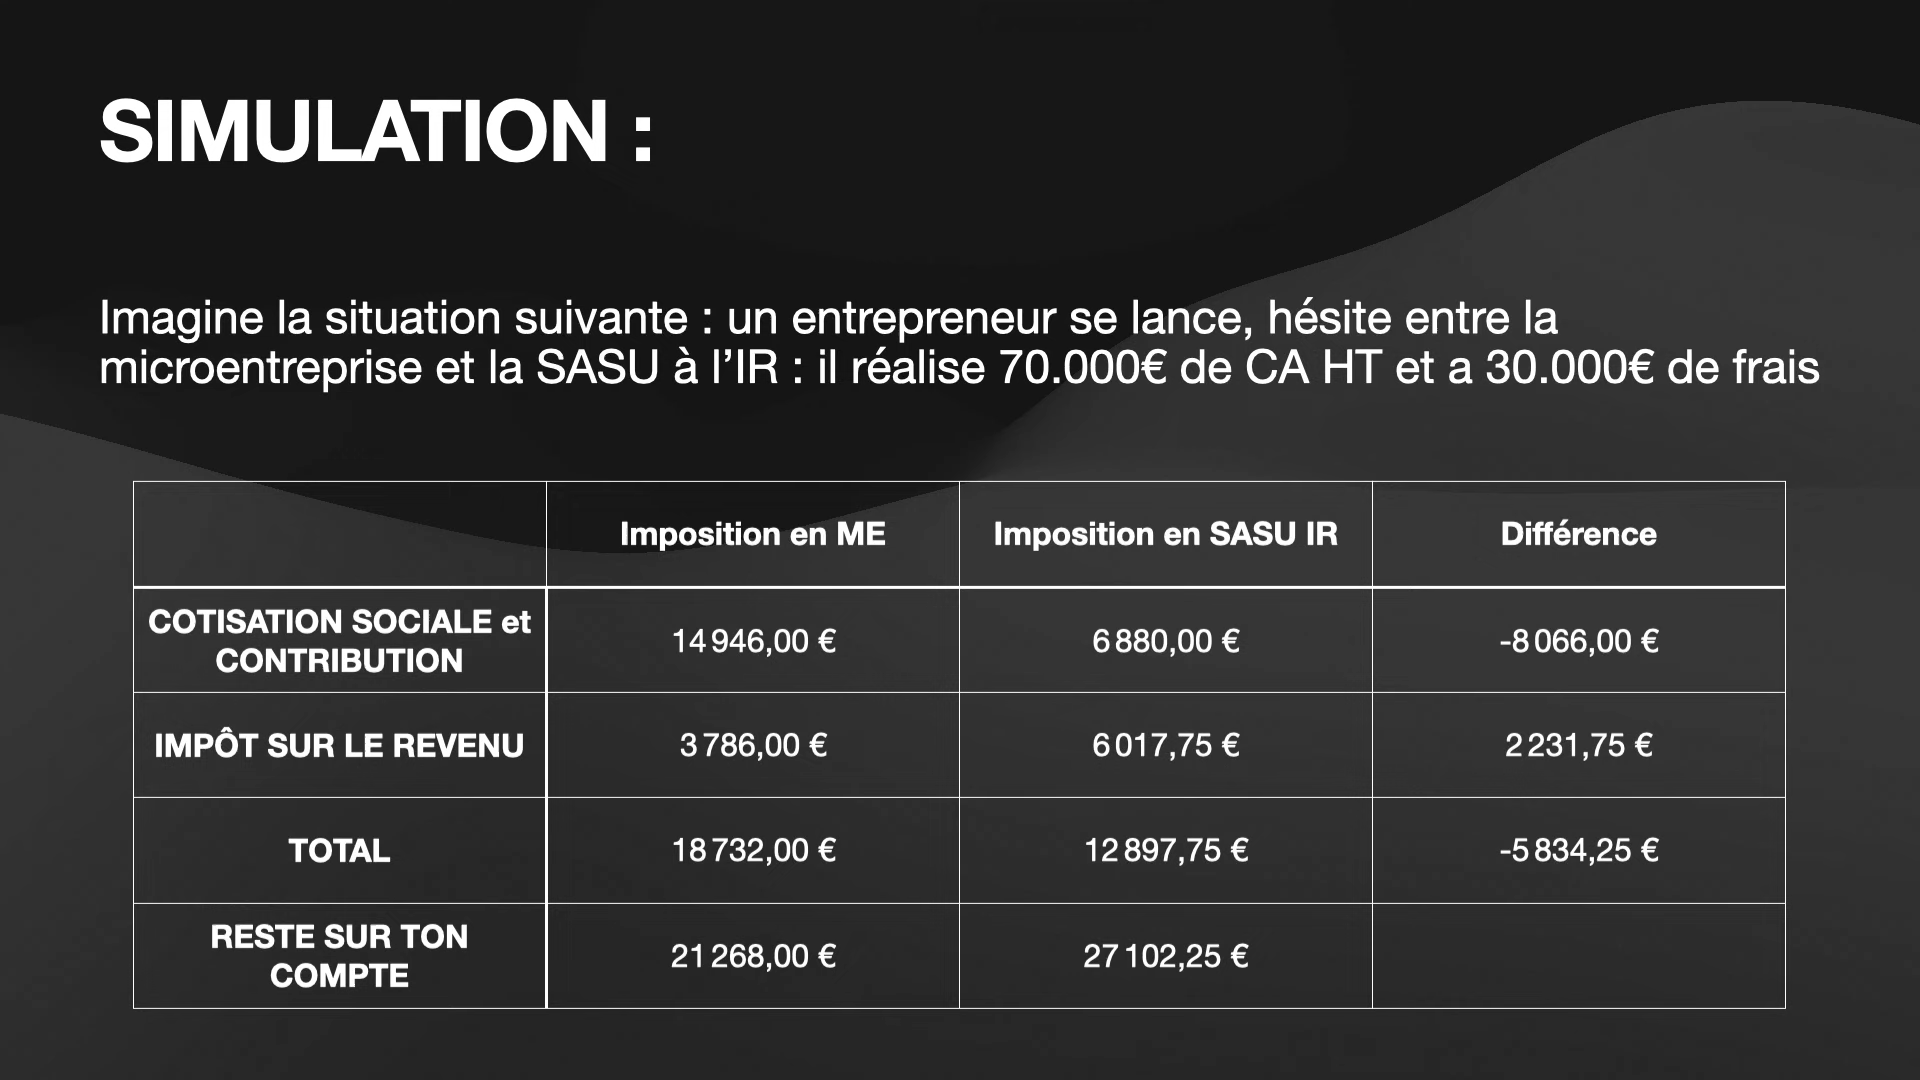 SIMULATION :
Imagine la situation suivante : un entrepreneur se lance, hésite entre la
microentreprise et la SASU à l’IR : il réalise 70.000€ de CA HT et a 30.000€ de frais
Imposition en ME Imposition en SASU IR Différence
COTISATION SOCIALE et
CONTRIBUTION
14 946,00 € 6 880,00 € -8 066,00 €
IMPÔT SUR LE REVENU 3 786,00 € 6 017,75 € 2 231,75 €
TOTAL 18 732,00 € 12 897,75 € -5 834,25 €
RESTE SUR TON
COMPTE
21 268,00 € 27 102,25 €